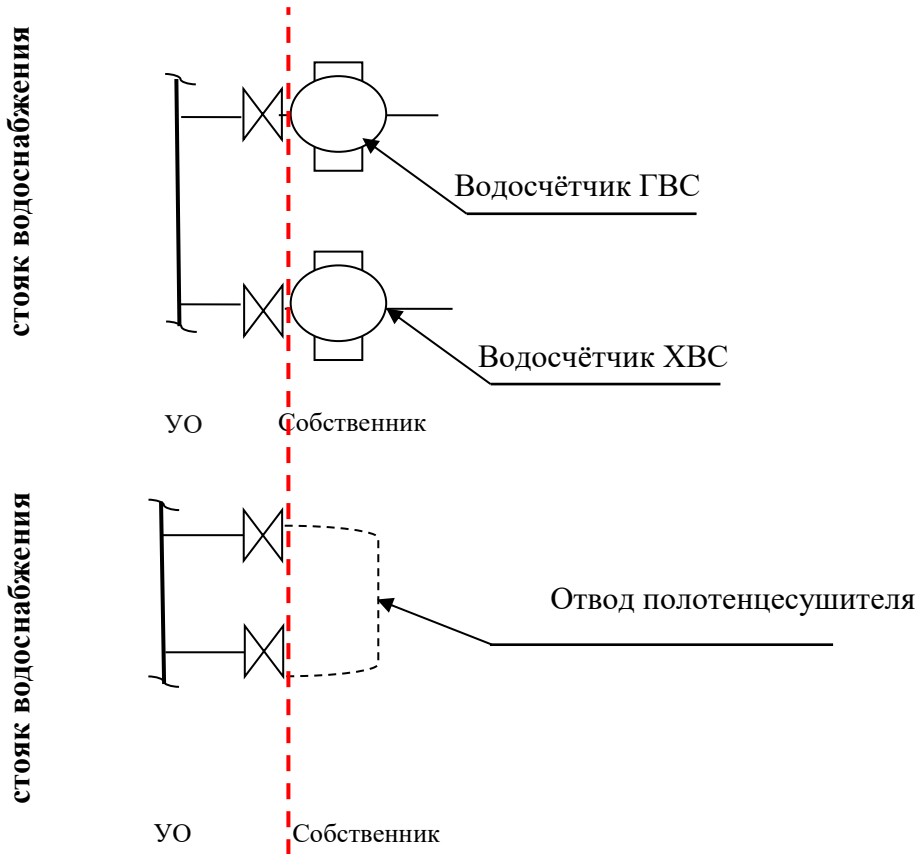 стояк водоснабжения
Водосчётчик ГВС
Водосчётчик ХВС
УО
Собственник
стояк водоснабжения
Отвод полотенцесушителя
УО
Собственник